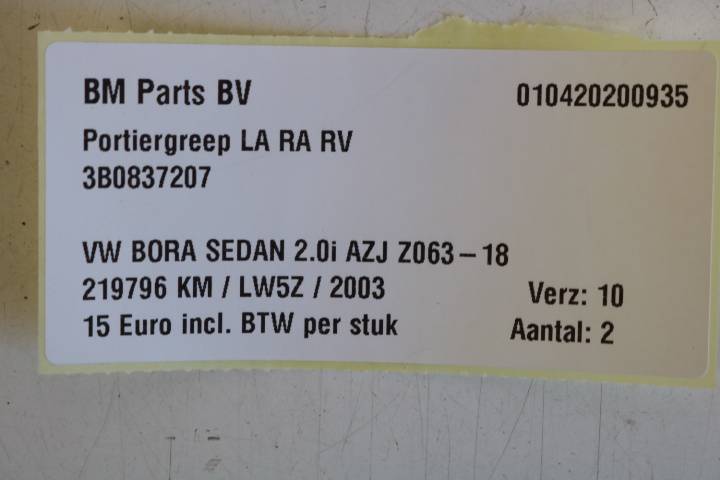 BM Parts BV 010420200935
Portiergreep LA RA RV
3B0837207
VW BORA SEDAN 2.0i AZJ Z063-18
219796 KM / LW5Z / 2003 Verz: 10
15 Euro incl. BTW per stuk Aantal: 2